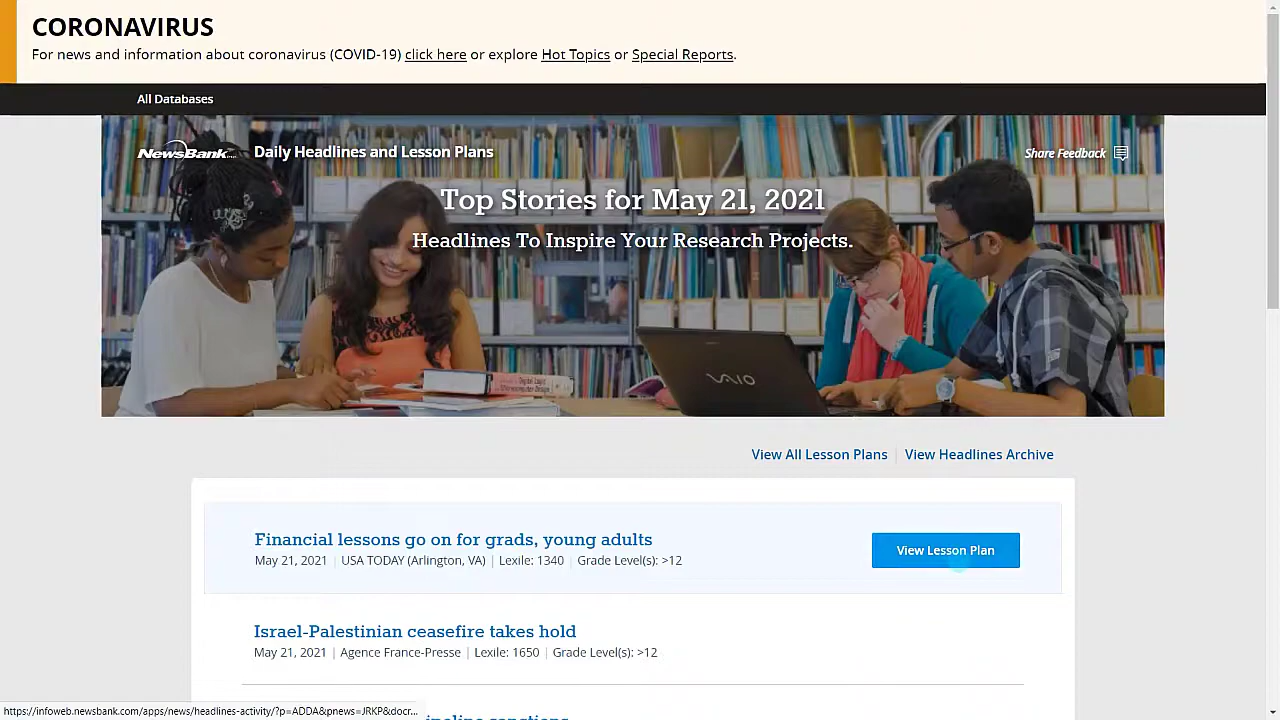 CORONAVIRUS
For news and information about coronavirus (COVID-19) click here or explore Hot Topics or Special Reports.
All Databases
NewsBank
Daily Headlines and Lesson Plans
Share Feedback
Top Stories for May 21, 2021
Headlines To Inspire Your Research Projects.
VAIO
View All Lesson Plans | View Headlines Archive
Financial lessons go on for grads, young adults
May 21, 2021 | USA TODAY (Arlington, VA) | Lexile: 1340 | Grade Level(s): >12
View Lesson Plan
Israel-Palestinian ceasefire takes hold
May 21, 2021 | Agence France-Presse | Lexile: 1650 | Grade Level(s): >12
https://infoweb.newsbank.com/apps/news/headlines-activity/?p=ADDA&pnews=JRKP&docr...